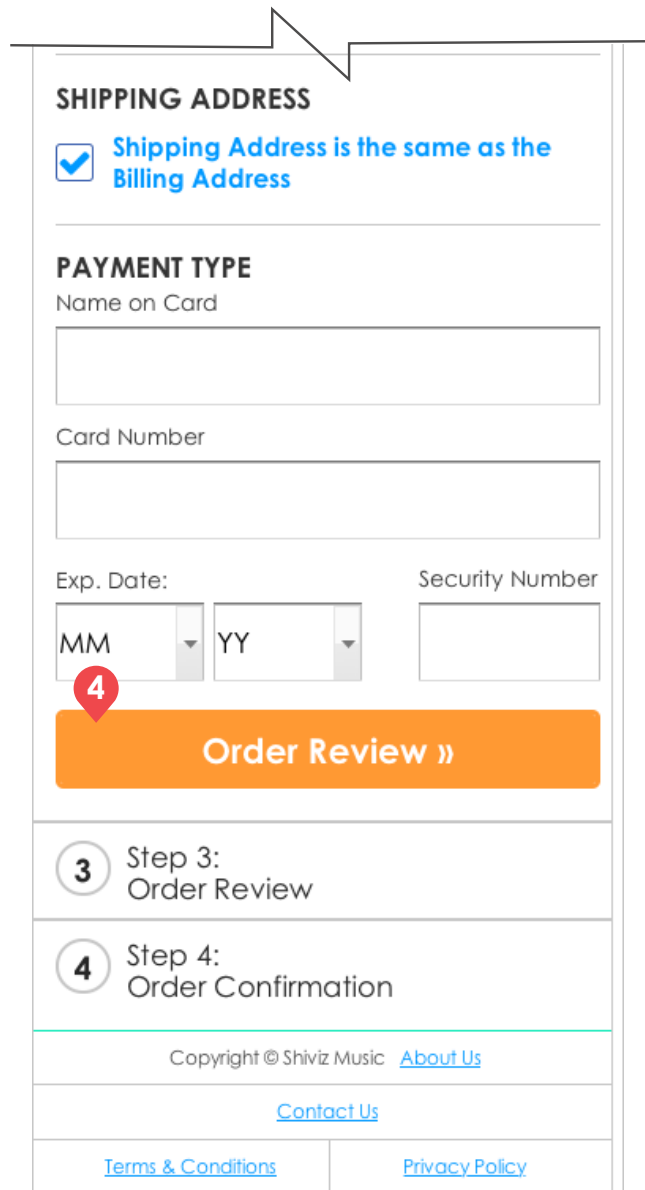 SHIPPING ADDRESS
Shipping Address is the same as the
Billing Address
PAYMENT TYPE
Name on Card
Card Number
Exp. Date:
Security Number
MM
YY
4
Order Review »
3
Step 3:
Order Review
4
Step 4:
Order Confirmation
Copyright © Shiviz Music About Us
Contact Us
Terms & Conditions
Privacy Policy